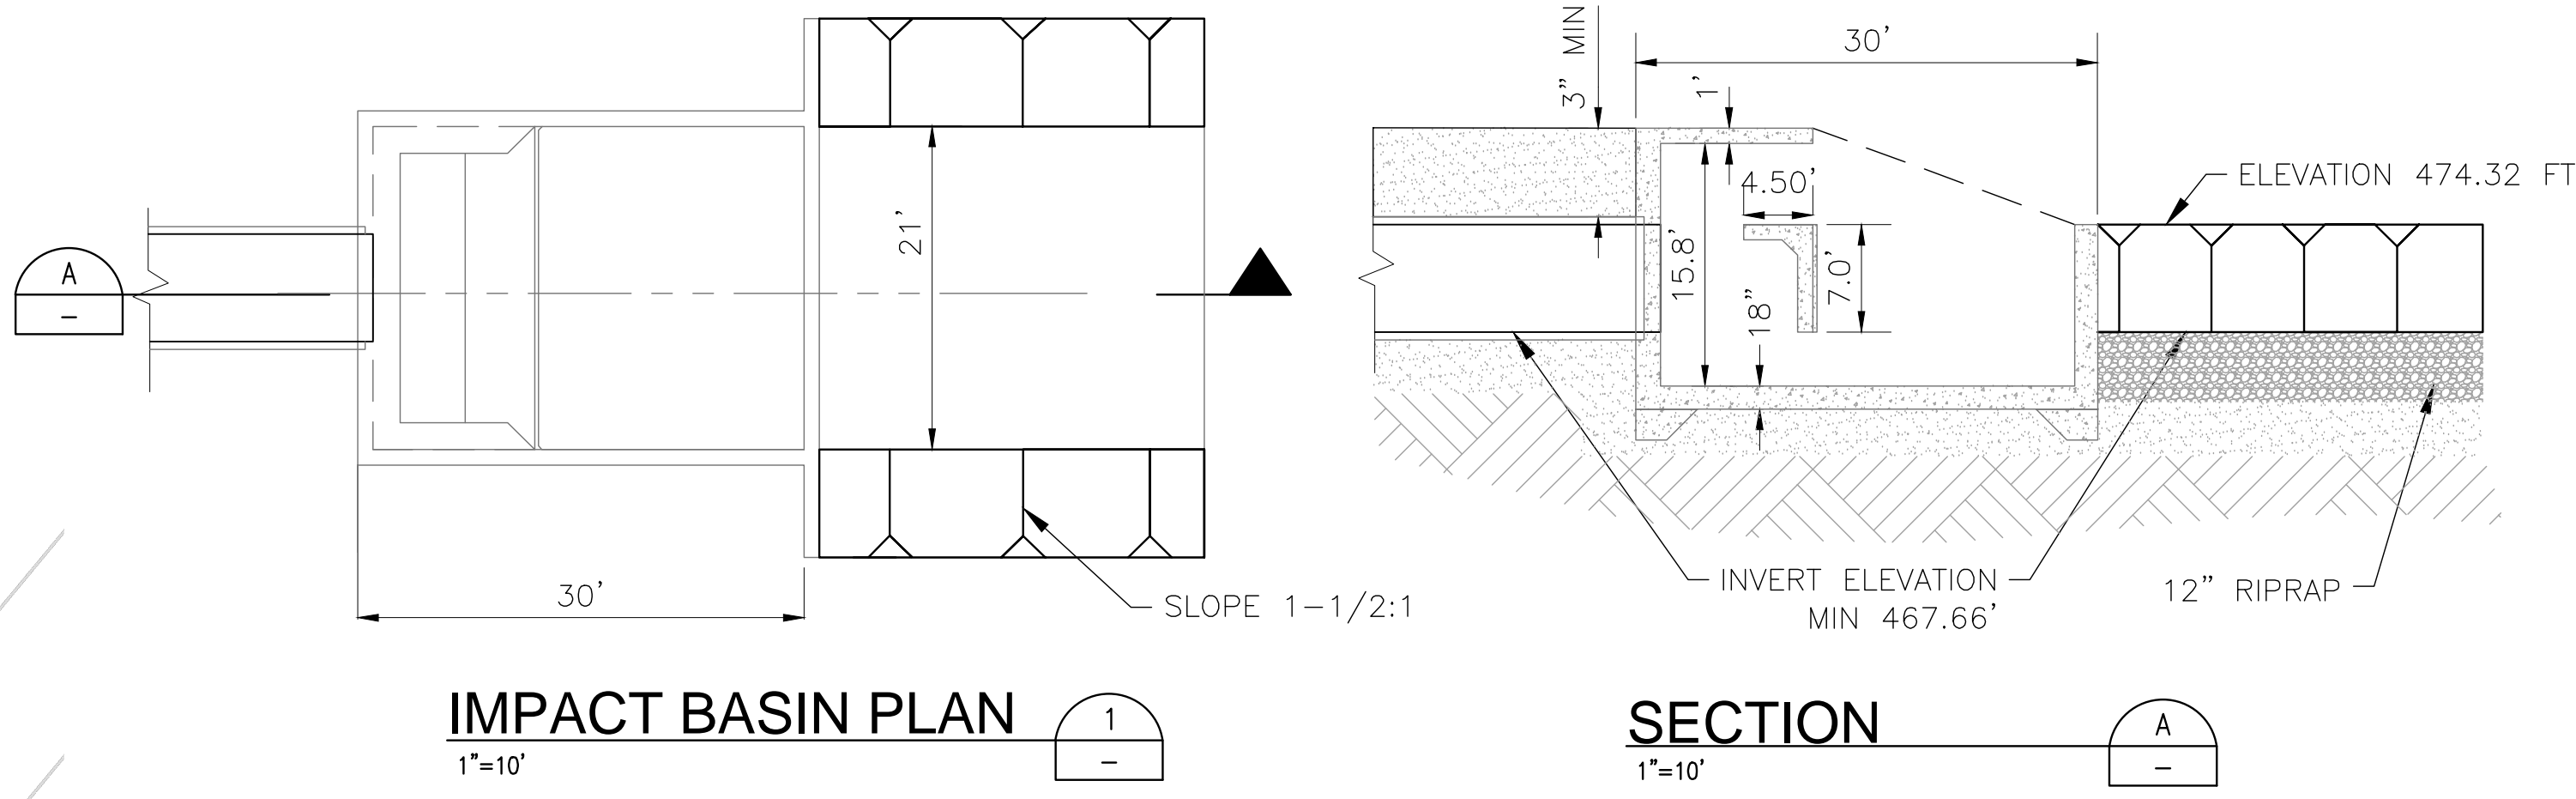 A
–
21’
30’
SLOPE 1–1/2:1
IMPACT BASIN PLAN
1"=10’
1
–
3" MIN
30’
1’
4.50’
15.8’
18"
7.0’
ELEVATION 474.32 FT
INVERT ELEVATION
MIN 467.66’
12" RIPRAP
SECTION
1"=10’
A
–